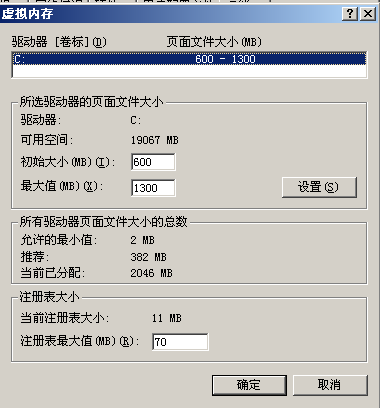 虚拟内存
驱动器 [卷标](D) 页面文件大小(MB)
C: 600 - 1300
所选驱动器的页面文件大小
驱动器: C:
可用空间: 19067 MB
初始大小(MB)(I): 600
最大值(MB)(X): 1300
设置(S)
所有驱动器页面文件大小的总数
允许的最小值: 2 MB
推荐: 382 MB
当前已分配: 2046 MB
注册表大小
当前注册表大小: 11 MB
注册表最大值(MB)(R): 70
确定 取消